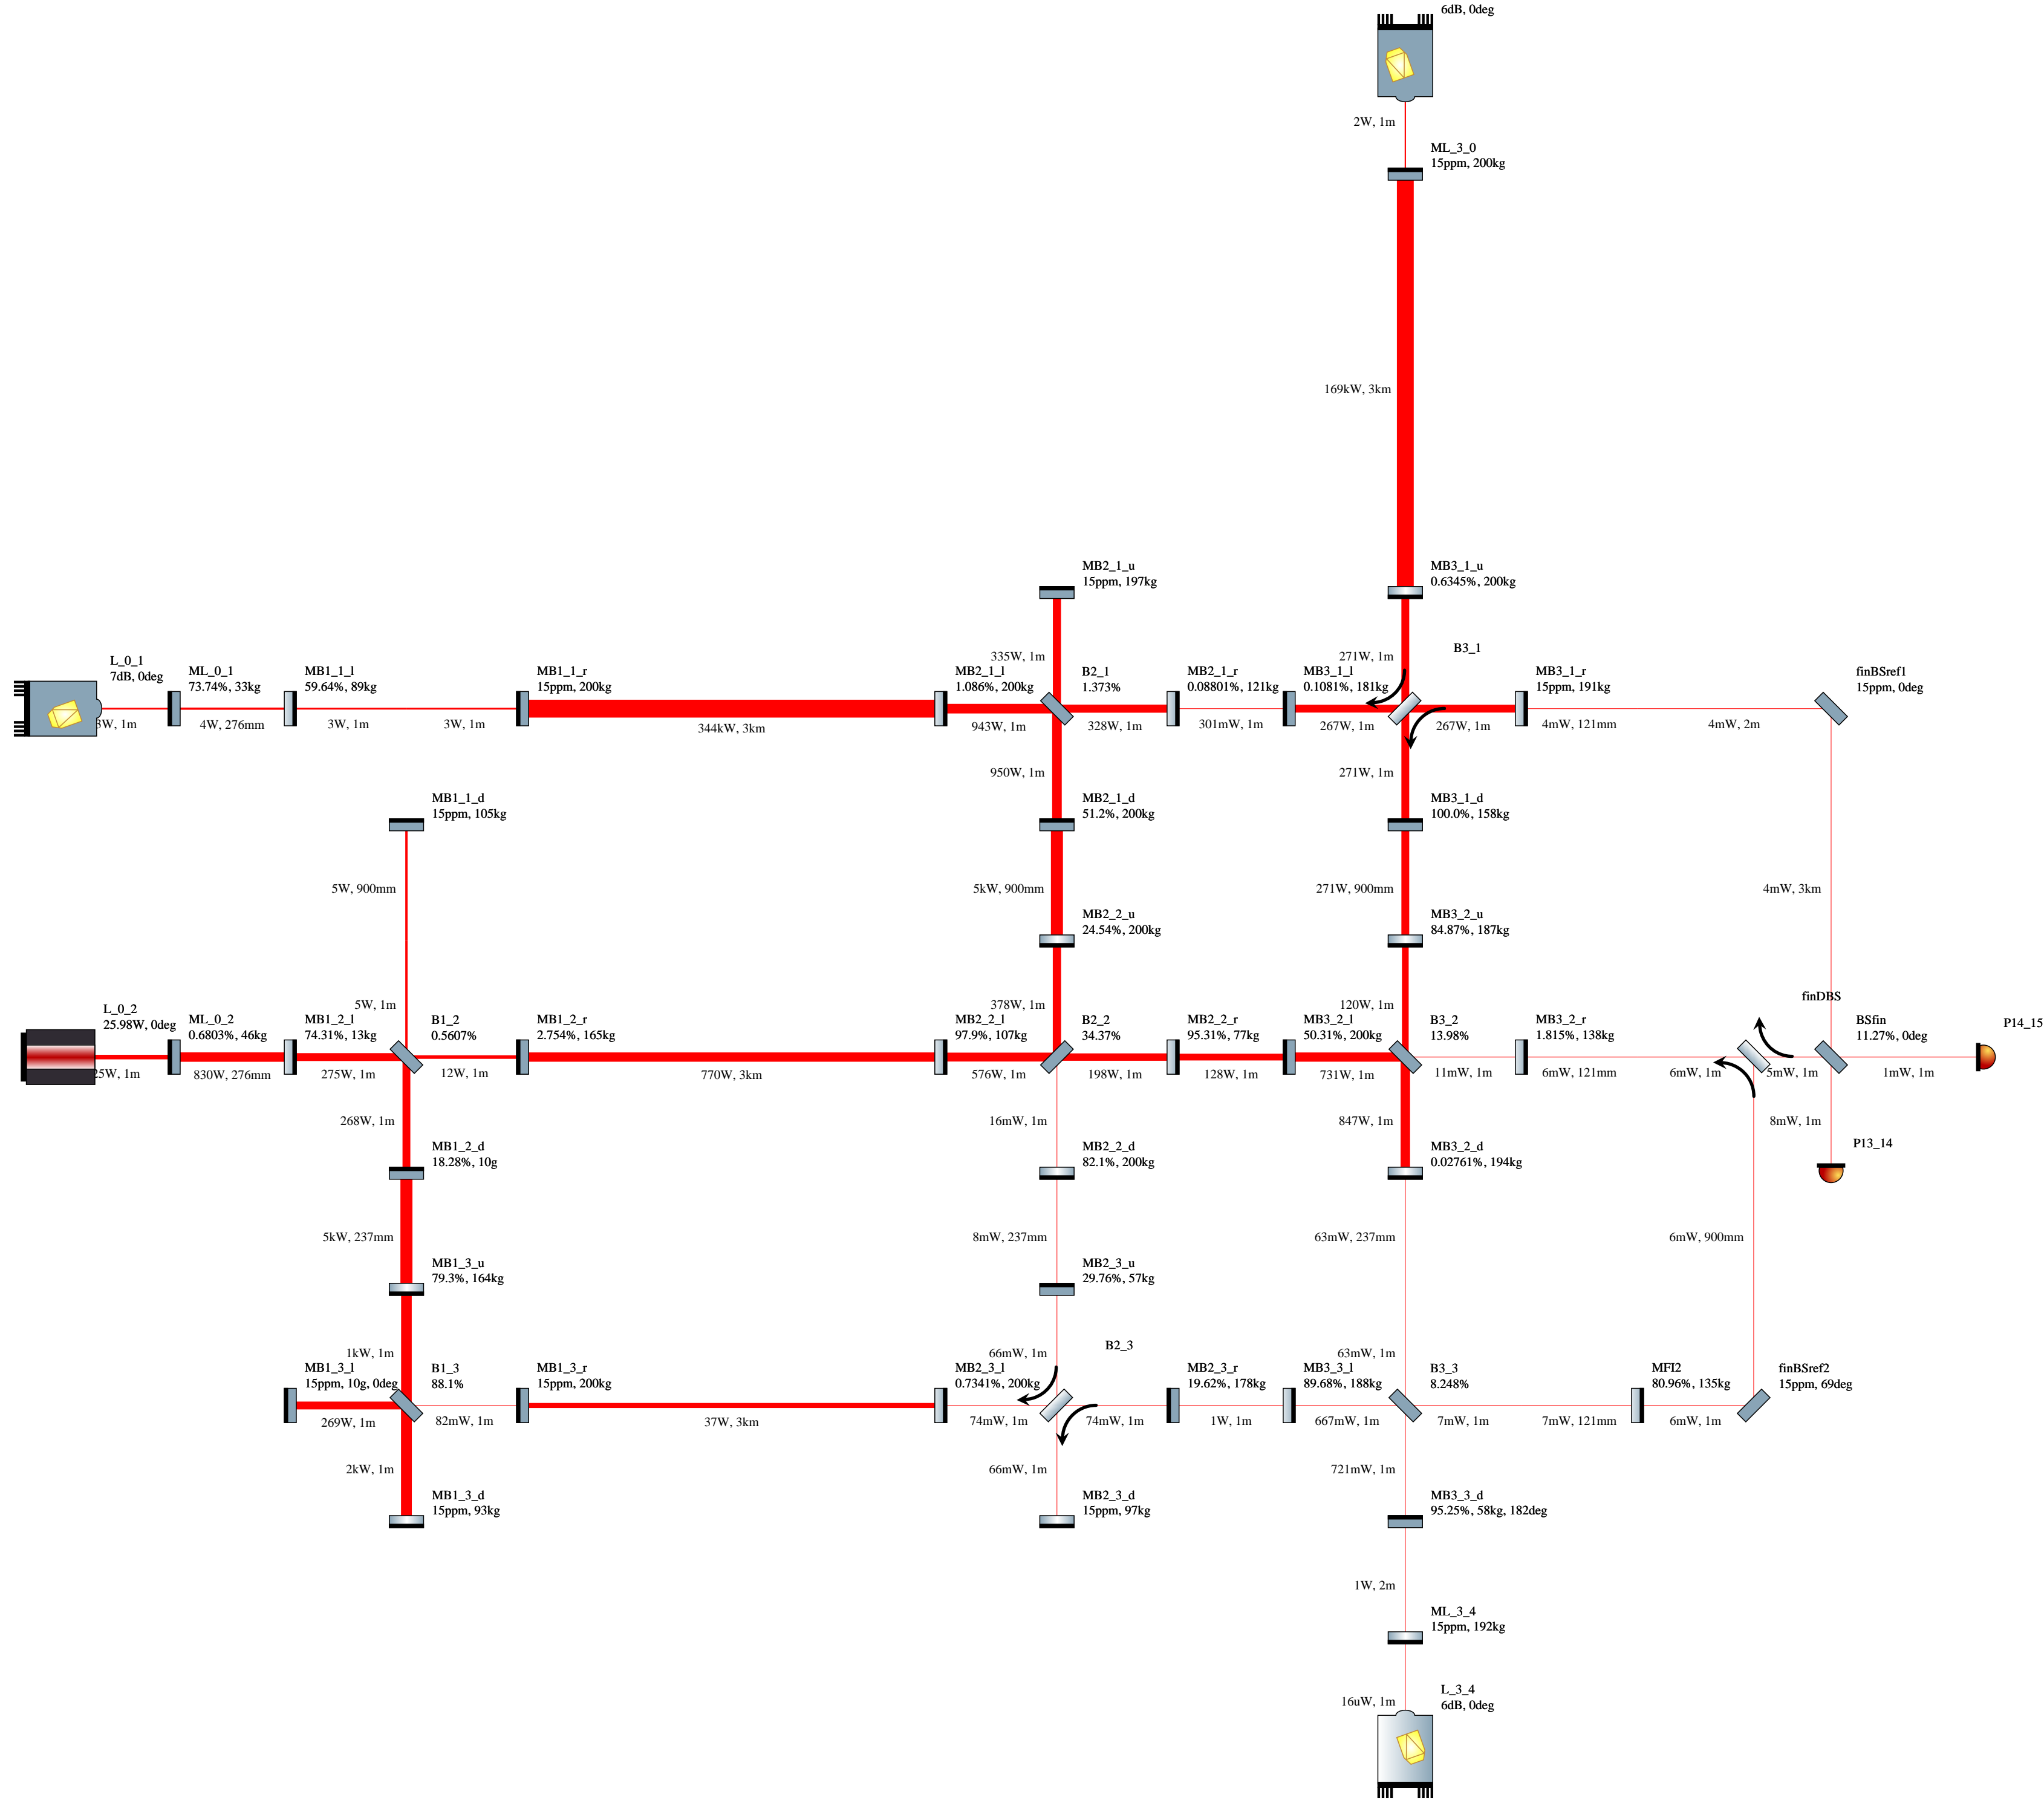 6dB, 0deg
2W, 1m
ML_3_0
15ppm, 200kg
169kW, 3km
MB2_1_u
15ppm, 197kg
MB3_1_u
0.6345%, 200kg
335W, 1m
271W, 1m
B3_1
L_0_1
7dB, 0deg
ML_0_1
73.74%, 33kg
MB1_1_l
59.64%, 89kg
MB1_1_r
15ppm, 200kg
MB2_1_l
1.086%, 200kg
B2_1
1.373%
MB2_1_r
0.08801%, 121kg
MB3_1_l
0.1081%, 181kg
MB3_1_r
15ppm, 191kg
finBSref1
15ppm, 0deg
3W, 1m
4W, 276mm
3W, 1m
3W, 1m
344kW, 3km
943W, 1m
328W, 1m
301mW, 1m
267W, 1m
267W, 1m
4mW, 121mm
4mW, 2m
950W, 1m
271W, 1m
MB1_1_d
15ppm, 105kg
MB2_1_d
51.2%, 200kg
MB3_1_d
100.0%, 158kg
5W, 900mm
5kW, 900mm
271W, 900mm
4mW, 3km
MB2_2_u
24.54%, 200kg
MB3_2_u
84.87%, 187kg
5W, 1m
378W, 1m
120W, 1m
finDBS
L_0_2
25.98W, 0deg
ML_0_2
0.6803%, 46kg
MB1_2_l
74.31%, 13kg
B1_2
0.5607%
MB1_2_r
2.754%, 165kg
MB2_2_l
97.9%, 107kg
B2_2
34.37%
MB2_2_r
95.31%, 77kg
MB3_2_l
50.31%, 200kg
B3_2
13.98%
MB3_2_r
1.815%, 138kg
BSfin
11.27%, 0deg
P14_15
25W, 1m
830W, 276mm
275W, 1m
12W, 1m
770W, 3km
576W, 1m
198W, 1m
128W, 1m
731W, 1m
11mW, 1m
6mW, 121mm
6mW, 1m
5mW, 1m
1mW, 1m
268W, 1m
16mW, 1m
847W, 1m
8mW, 1m
P13_14
MB1_2_d
18.28%, 10g
MB2_2_d
82.1%, 200kg
MB3_2_d
0.02761%, 194kg
5kW, 237mm
8mW, 237mm
63mW, 237mm
6mW, 900mm
MB1_3_u
79.3%, 164kg
MB2_3_u
29.76%, 57kg
1kW, 1m
66mW, 1m
B2_3
63mW, 1m
MB1_3_l
15ppm, 10g, 0deg
B1_3
88.1%
MB1_3_r
15ppm, 200kg
MB2_3_l
0.7341%, 200kg
MB2_3_r
19.62%, 178kg
MB3_3_l
89.68%, 188kg
B3_3
8.248%
MFI2
80.96%, 135kg
finBSref2
15ppm, 69deg
269W, 1m
82mW, 1m
37W, 3km
74mW, 1m
74mW, 1m
1W, 1m
667mW, 1m
7mW, 1m
7mW, 121mm
6mW, 1m
2kW, 1m
66mW, 1m
721mW, 1m
MB1_3_d
15ppm, 93kg
MB2_3_d
15ppm, 97kg
MB3_3_d
95.25%, 58kg, 182deg
1W, 2m
ML_3_4
15ppm, 192kg
16uW, 1m
L_3_4
6dB, 0deg